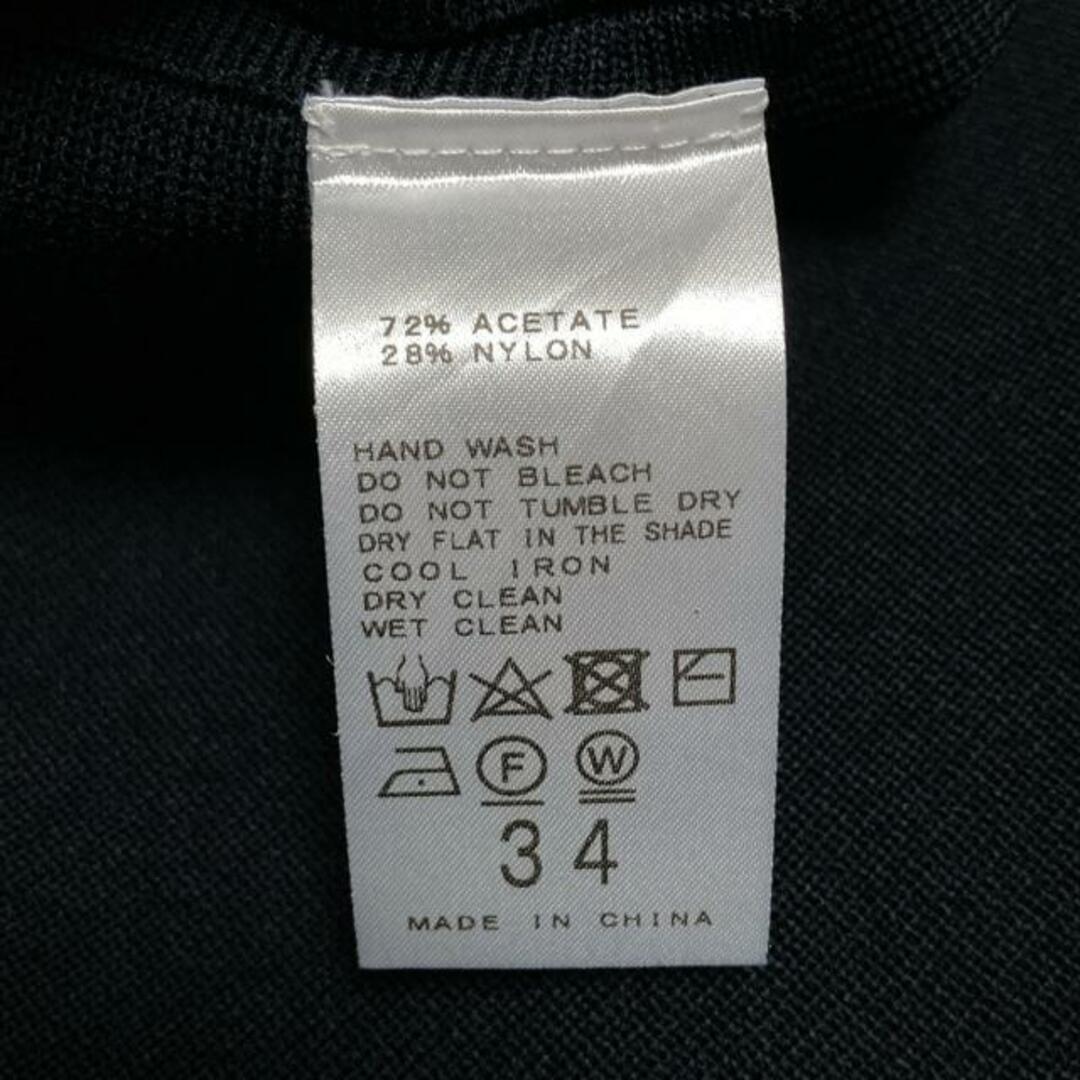 72% ACETATE
28% NYLON
HAND WASH
DO NOT BLEACH
DO NOT TUMBLE DRY
DRY FLAT IN THE SHADE
COOL IRON
DRY CLEAN
WET CLEAN
F W
34
MADE IN CHINA